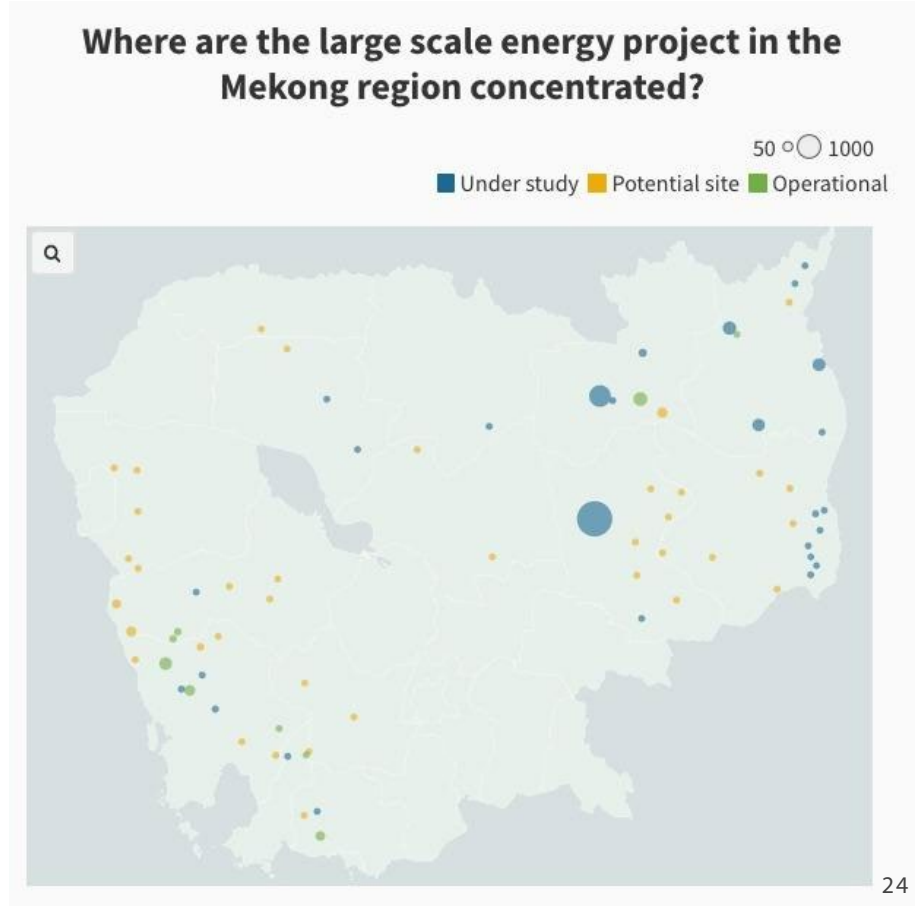 Where are the large scale energy project in the
Mekong region concentrated?
50 1000
Under study Potential site Operational
24